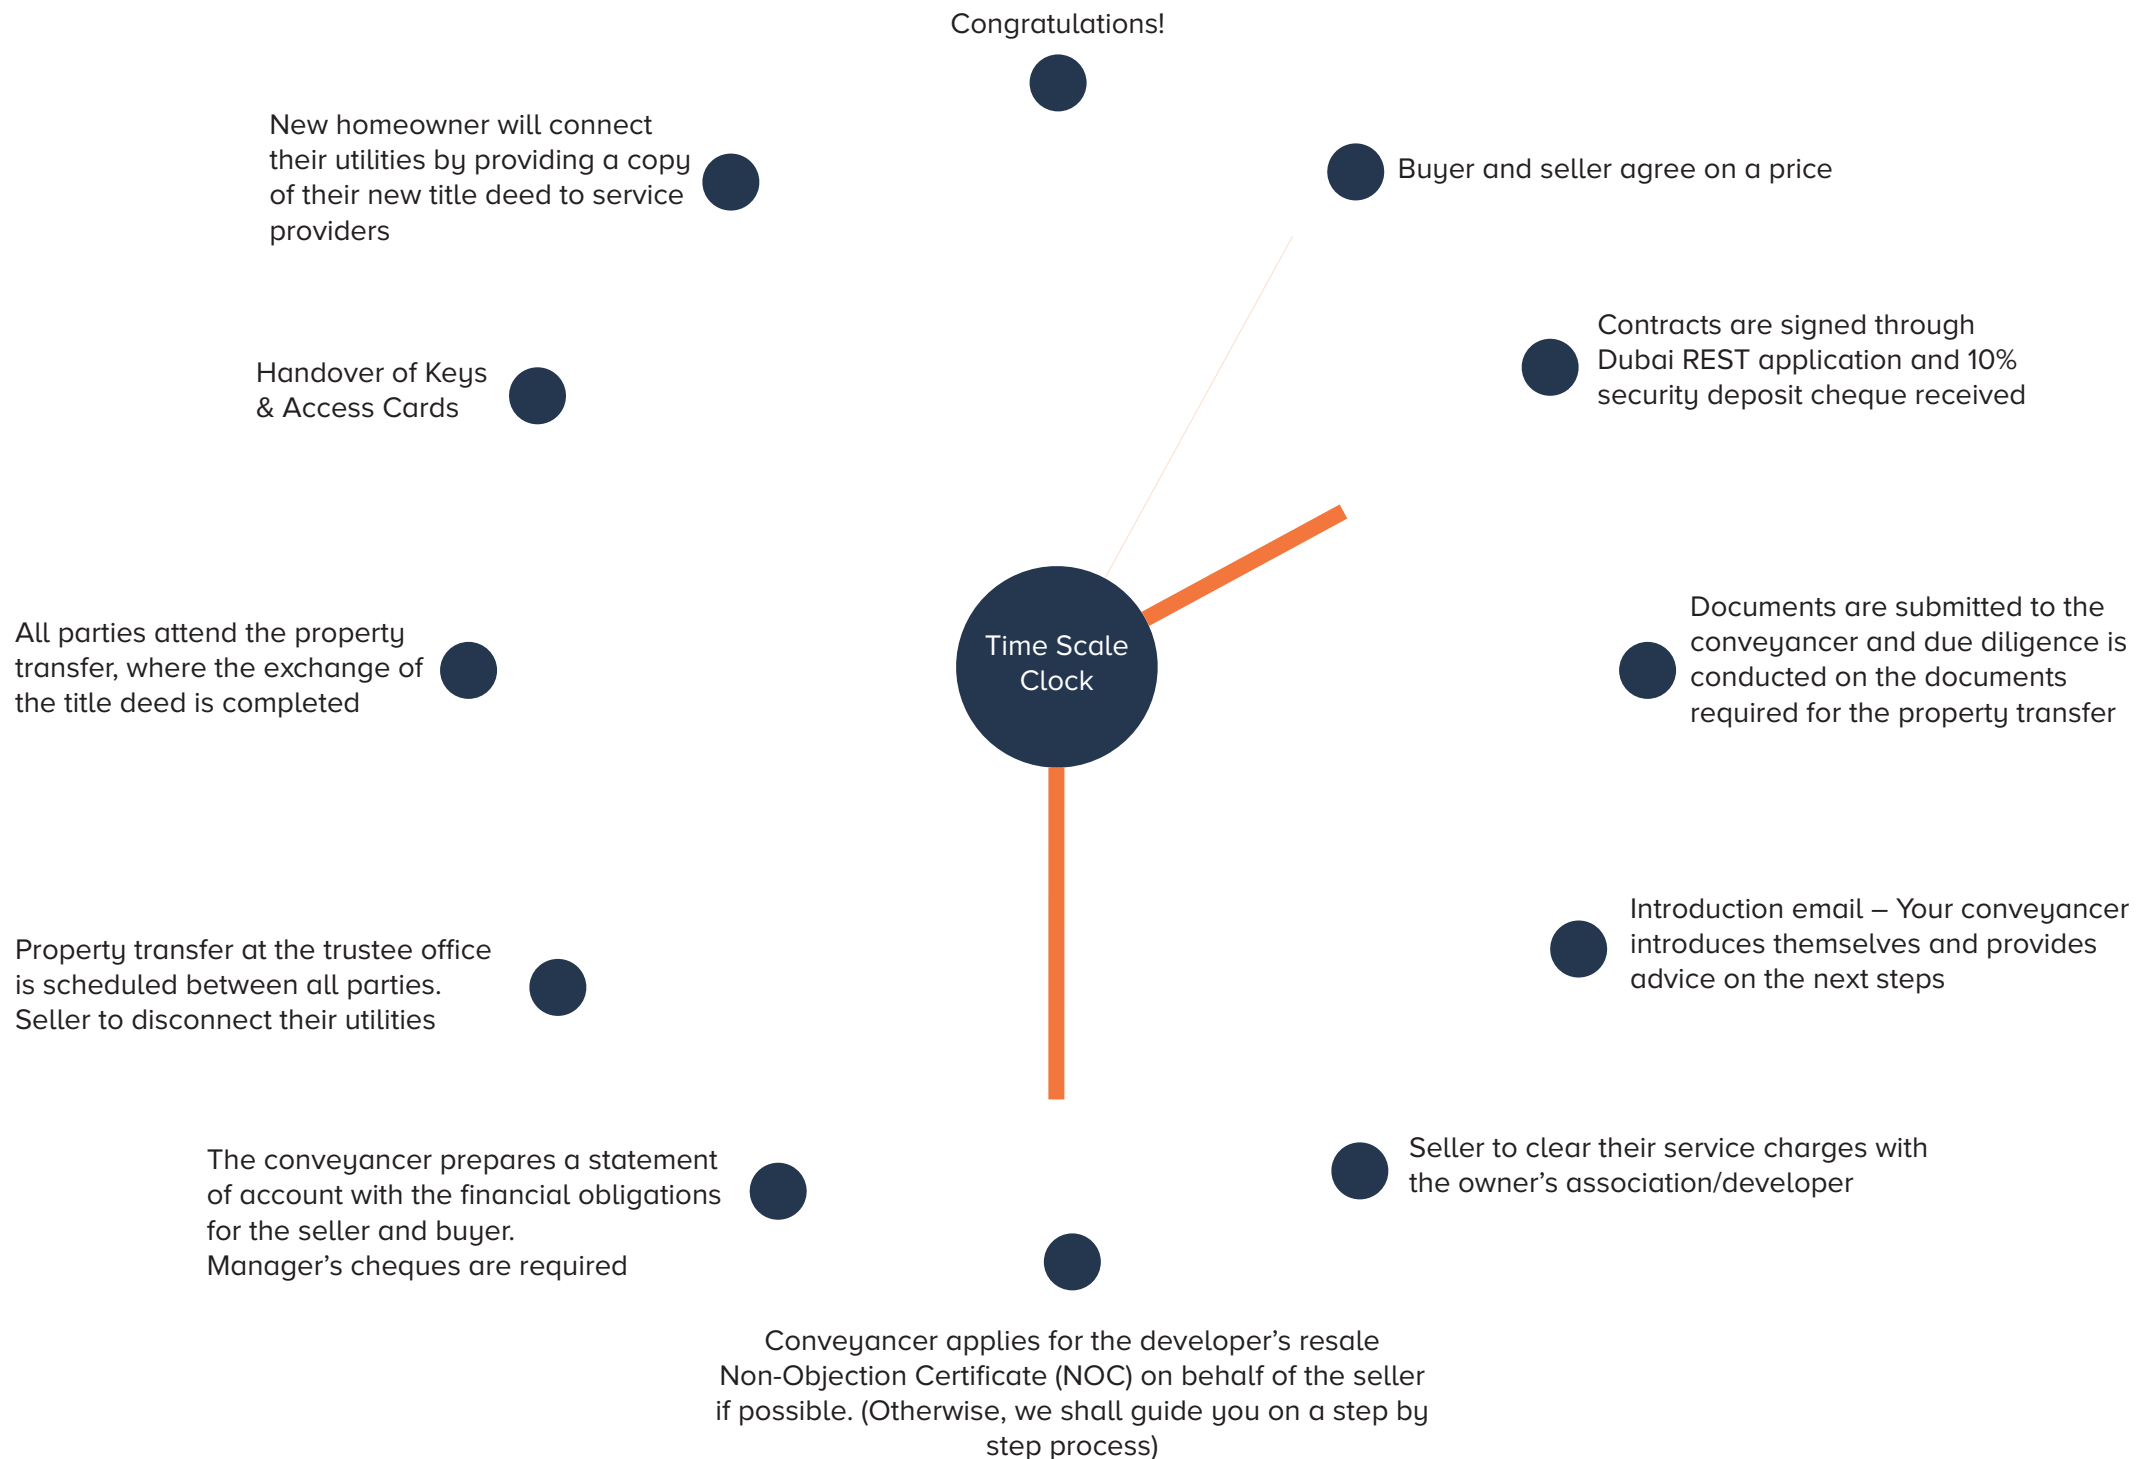 Congratulations!
Buyer and seller agree on a price
Contracts are signed through
Dubai REST application and 10%
security deposit cheque received
Documents are submitted to the
conveyancer and due diligence is
conducted on the documents
required for the property transfer
Introduction email – Your conveyancer
introduces themselves and provides
advice on the next steps
Seller to clear their service charges with
the owner’s association/developer
Conveyancer applies for the developer’s resale
Non-Objection Certificate (NOC) on behalf of the seller
if possible. (Otherwise, we shall guide you on a step by
step process)
The conveyancer prepares a statement
of account with the financial obligations
for the seller and buyer.
Manager’s cheques are required
Property transfer at the trustee office
is scheduled between all parties.
Seller to disconnect their utilities
All parties attend the property
transfer, where the exchange of
the title deed is completed
Handover of Keys
& Access Cards
New homeowner will connect
their utilities by providing a copy
of their new title deed to service
providers
Time Scale
Clock